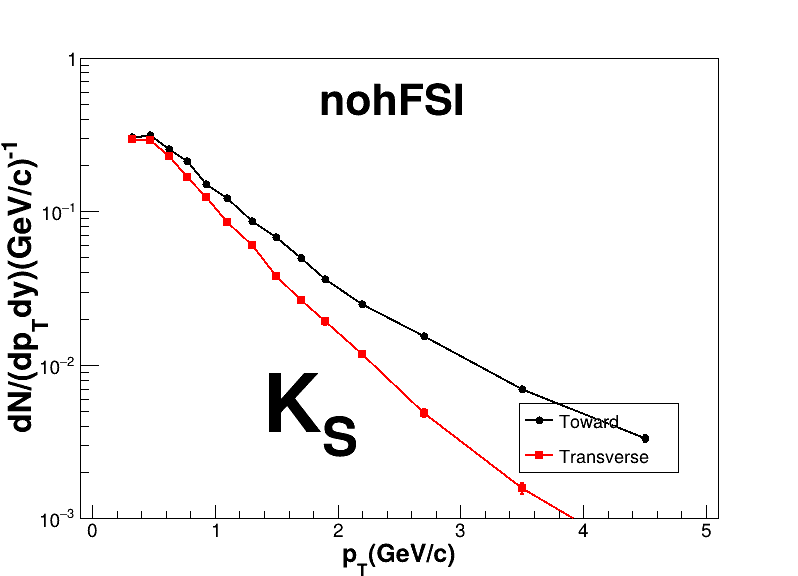 nohFSI
dN/(dp_T dy)(GeV/c)^-1
1
10^-1
10^-2
10^-3
K_S
Toward
Transverse
0 1 2 3 4 5
p_T(GeV/c)